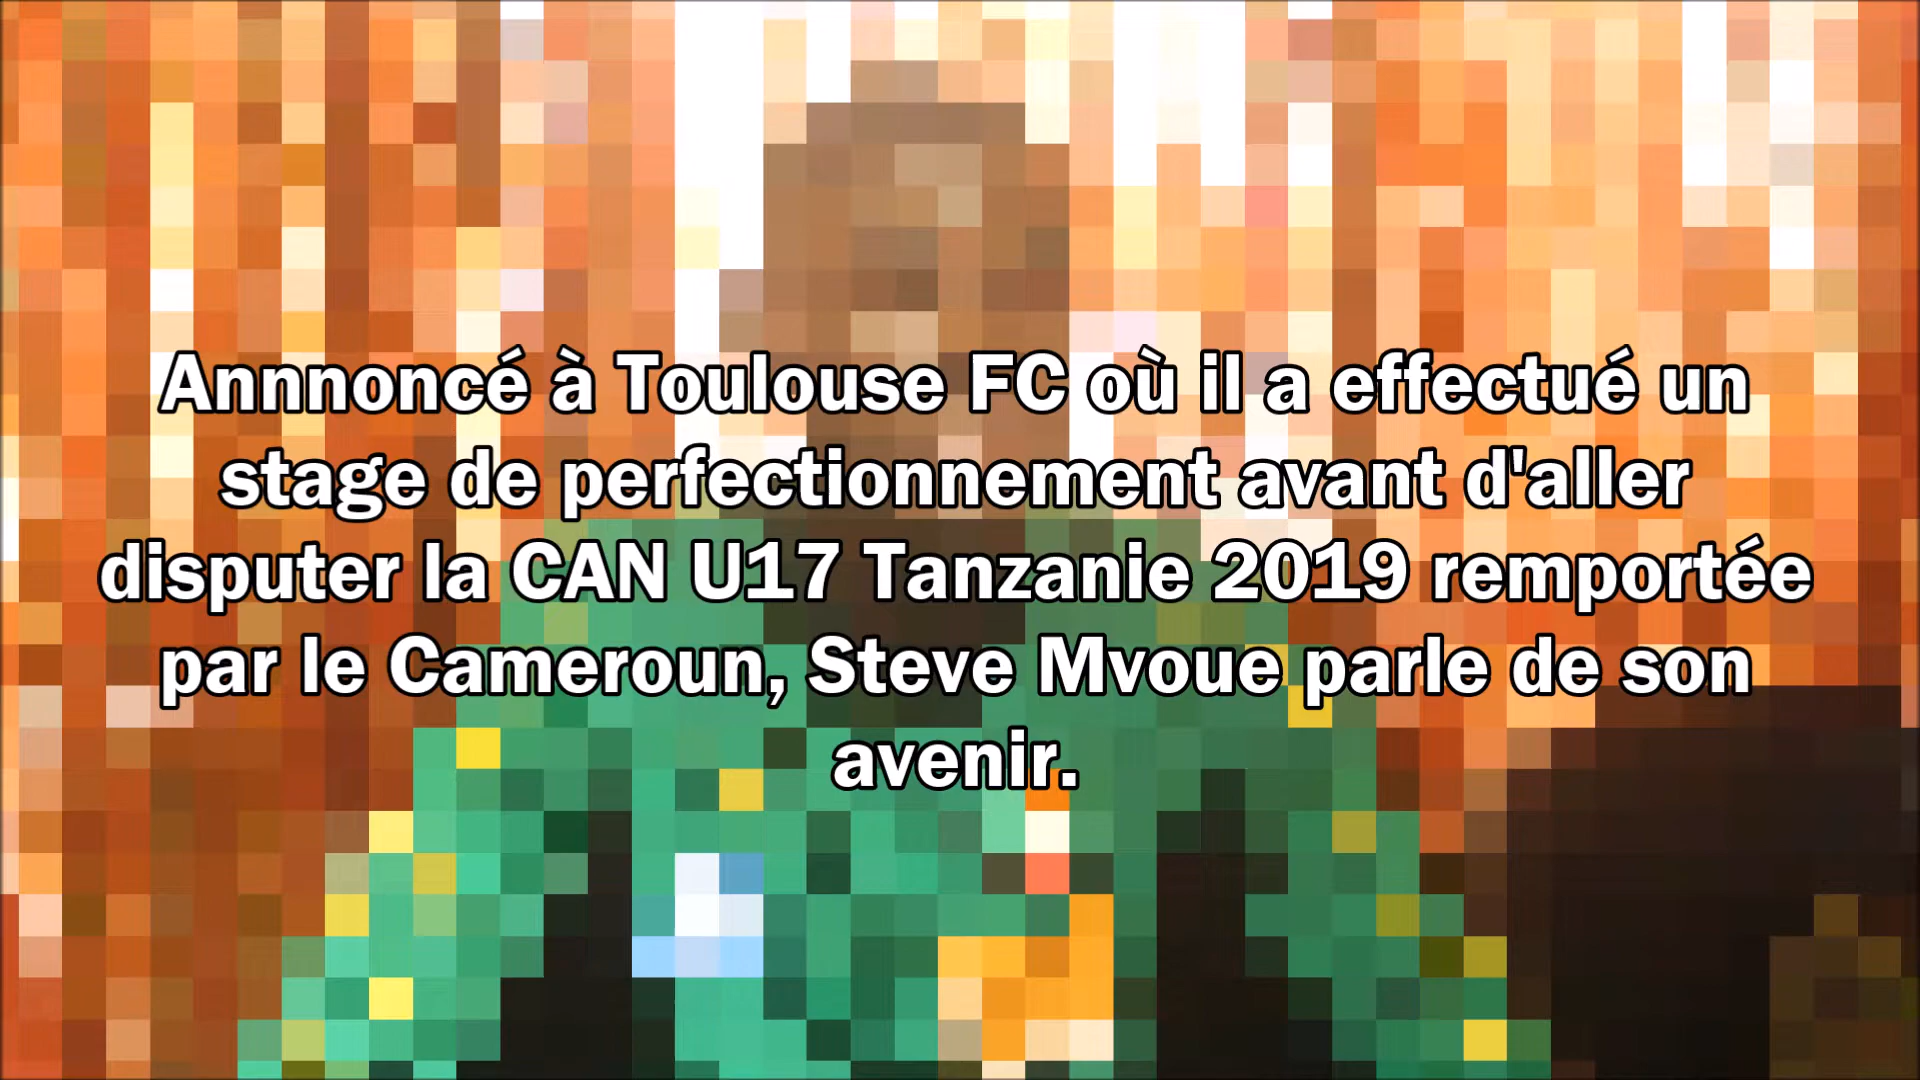 Annnoncé à Toulouse FC où il a effectué un
stage de perfectionnement avant d'aller
disputer la CAN U17 Tanzanie 2019 remportée
par le Cameroun, Steve Mvoue parle de son
avenir.